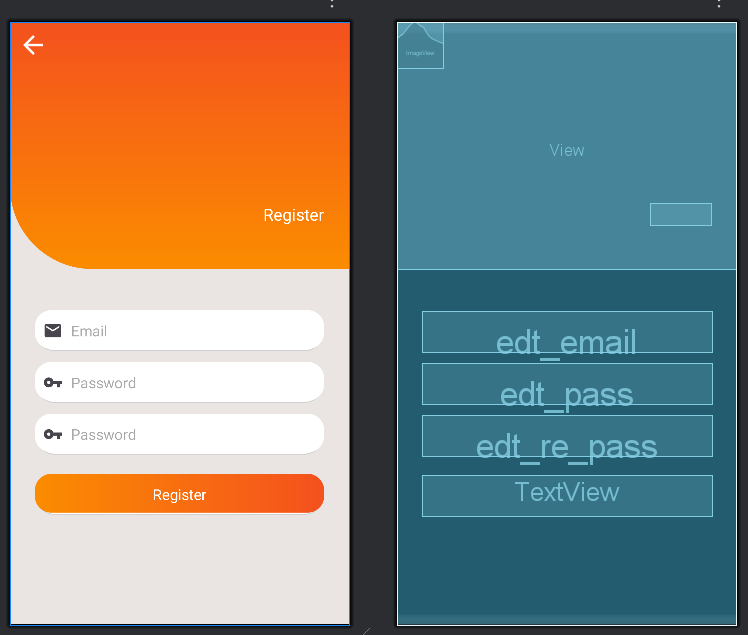 Register
Email
Password
Password
Register
ImageView
View
edt_email
edt_pass
edt_re_pass
TextView